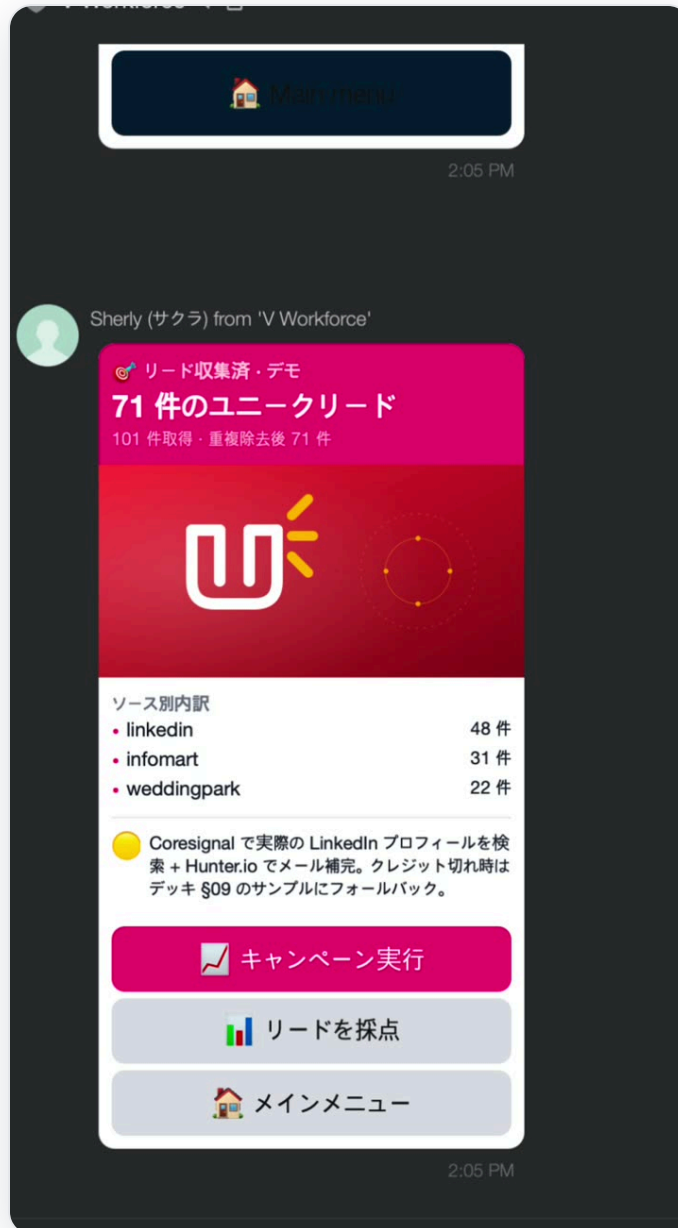 Main menu
2:05 PM
Sherly (サクラ) from 'V Workforce'
リード収集済 · デモ
71 件のユニークリード
101 件取得 · 重複除去後 71 件
ソース別内訳
• linkedin 48 件
• infomart 31 件
• weddingpark 22 件
Coresignal で実際の LinkedIn プロフィールを検
索 + Hunter.io でメール補完。クレジット切れ時は
デッキ §09 のサンプルにフォールバック。
キャンペーン実行
リードを採点
メインメニュー
2:05 PM